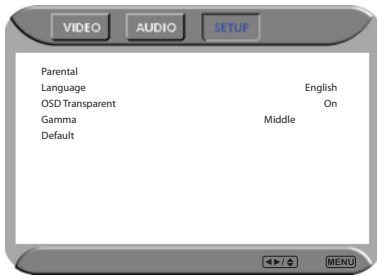 VIDEO AUDIO SETUP
Parental
Language English
OSD Transparent On
Gamma Middle
Default
◄►/▲▼ MENU